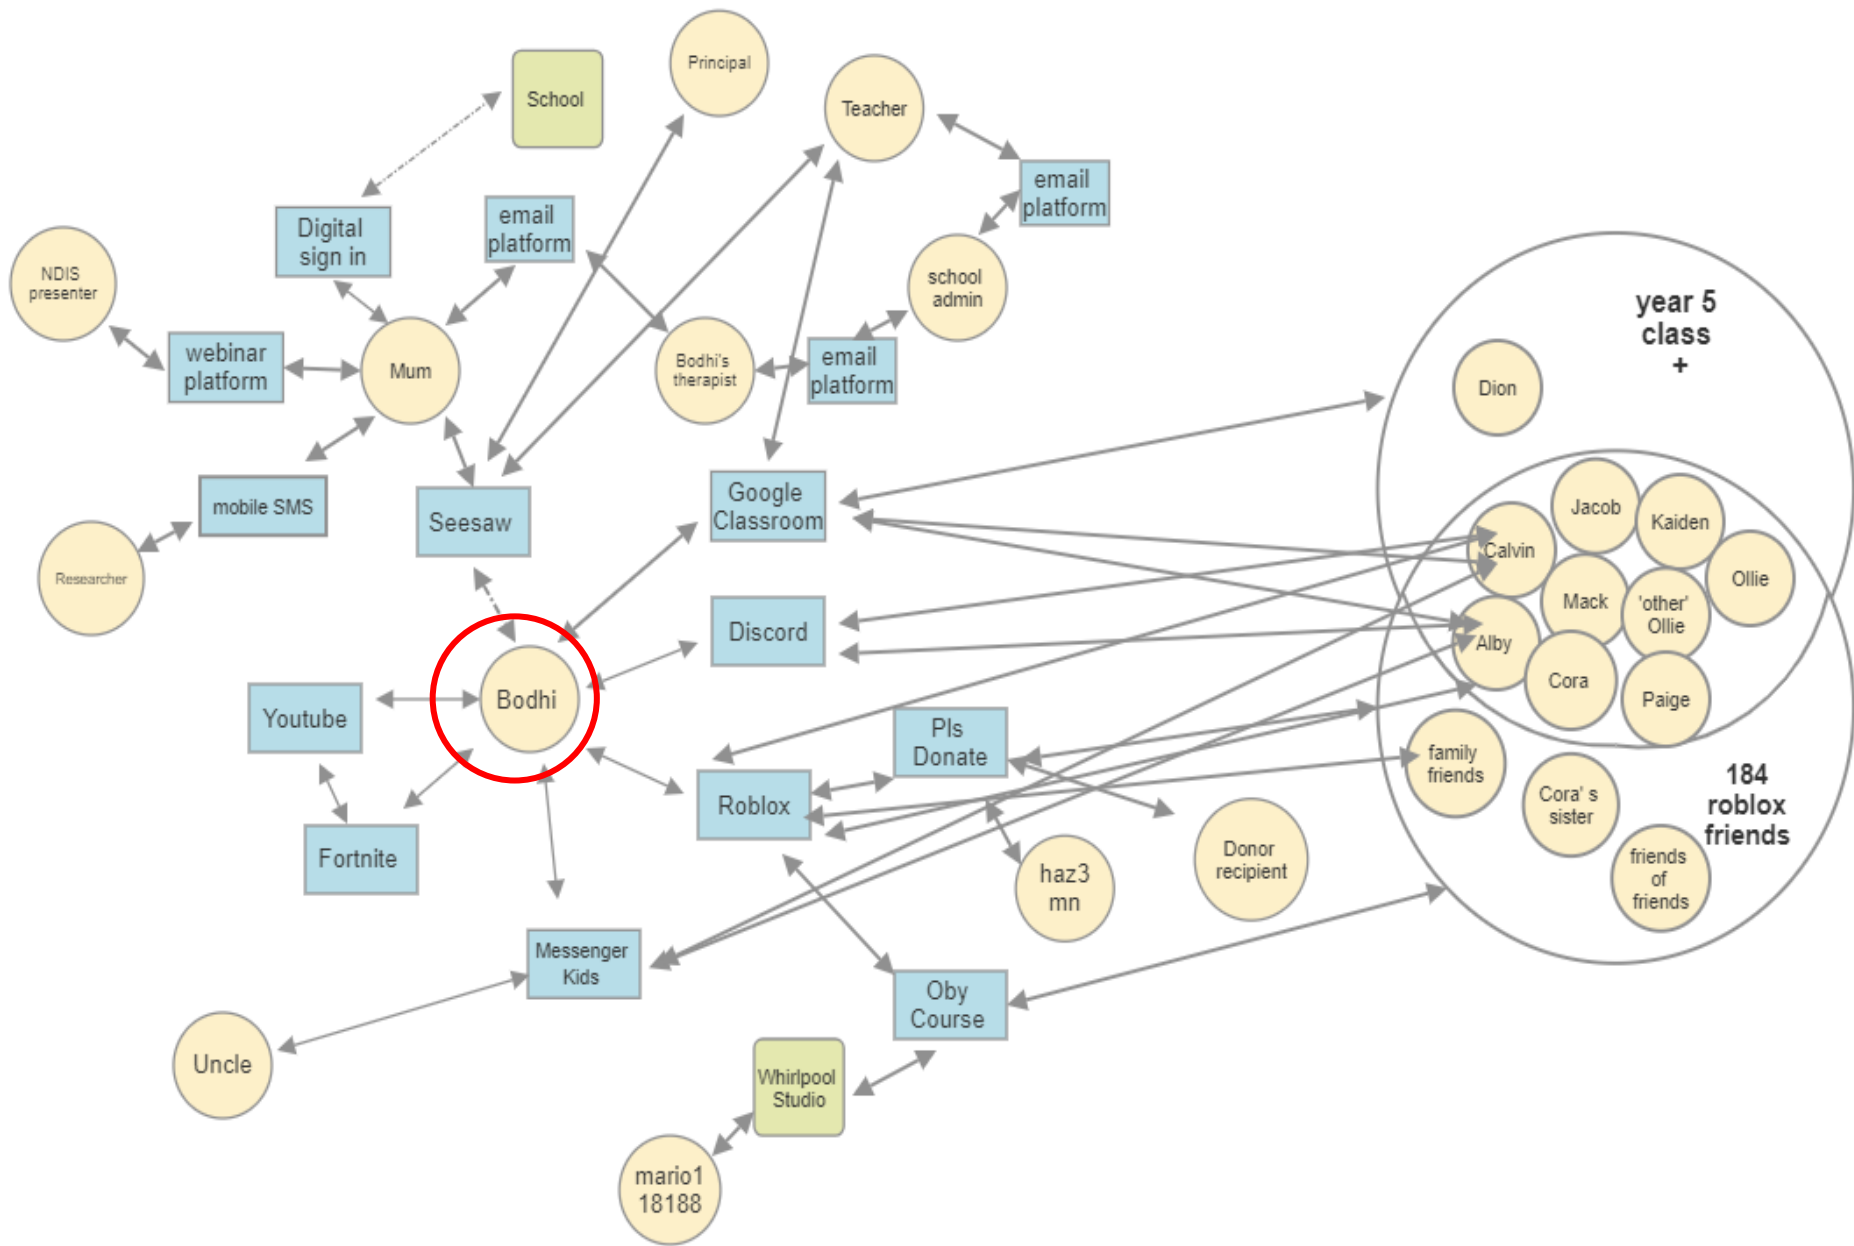 Principal
School
Teacher
email
platform
email
platform
Digital
sign in
NDIS
presenter
school
admin
webinar
platform
Mum
Bodhi's
therapist
email
platform
mobile SMS
Seesaw
Google
Classroom
Researcher
Discord
Bodhi
Youtube
Pls
Donate
Roblox
Fortnite
haz3
mn
Donor
recipient
Messenger
Kids
Oby
Course
Uncle
Whirlpool
Studio
mario1
18188
year 5
class
+
Dion
Jacob
Kaiden
Calvin
Ollie
Mack
'other'
Ollie
Alby
Cora
Paige
family
friends
Cora' s
sister
184
roblox
friends
friends
of
friends